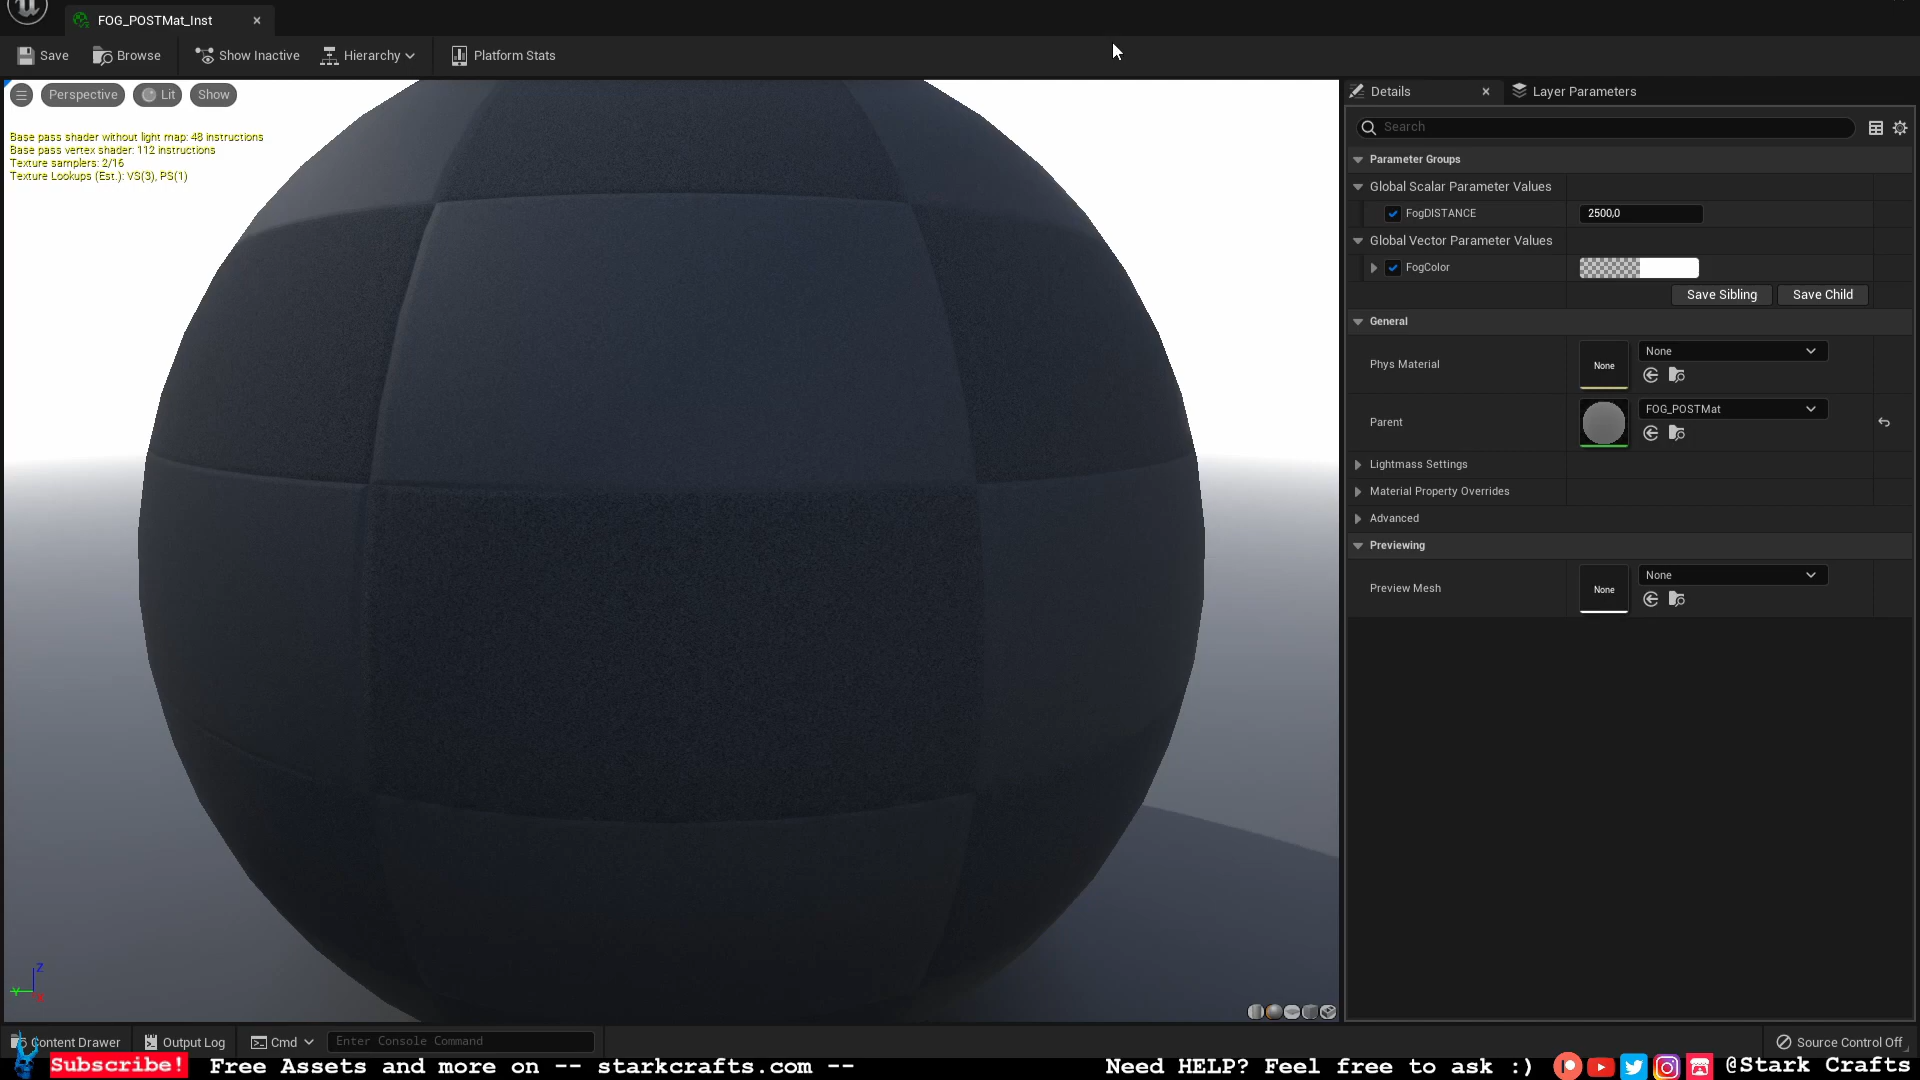 FOG_POSTMat_Inst
Save Browse Show Inactive Hierarchy Platform Stats
Perspective Lit Show
Base pass shader without light map: 48 instructions
Base pass vertex shader: 112 instructions
Texture samplers: 2/16
Texture Lookups (Est.): VS(3), PS(1)
Z
Y
X
Details Layer Parameters
Search
Parameter Groups
Global Scalar Parameter Values
FogDISTANCE 2500,0
Global Vector Parameter Values
FogColor
Save Sibling Save Child
General
Phys Material None None
Parent FOG_POSTMat
Lightmass Settings
Material Property Overrides
Advanced
Previewing
Preview Mesh None None
Content Drawer Output Log Cmd Enter Console Command Source Control Off
Subscribe! Free Assets and more on -- starkcrafts.com -- Need HELP? Feel free to ask :) @Stark Crafts